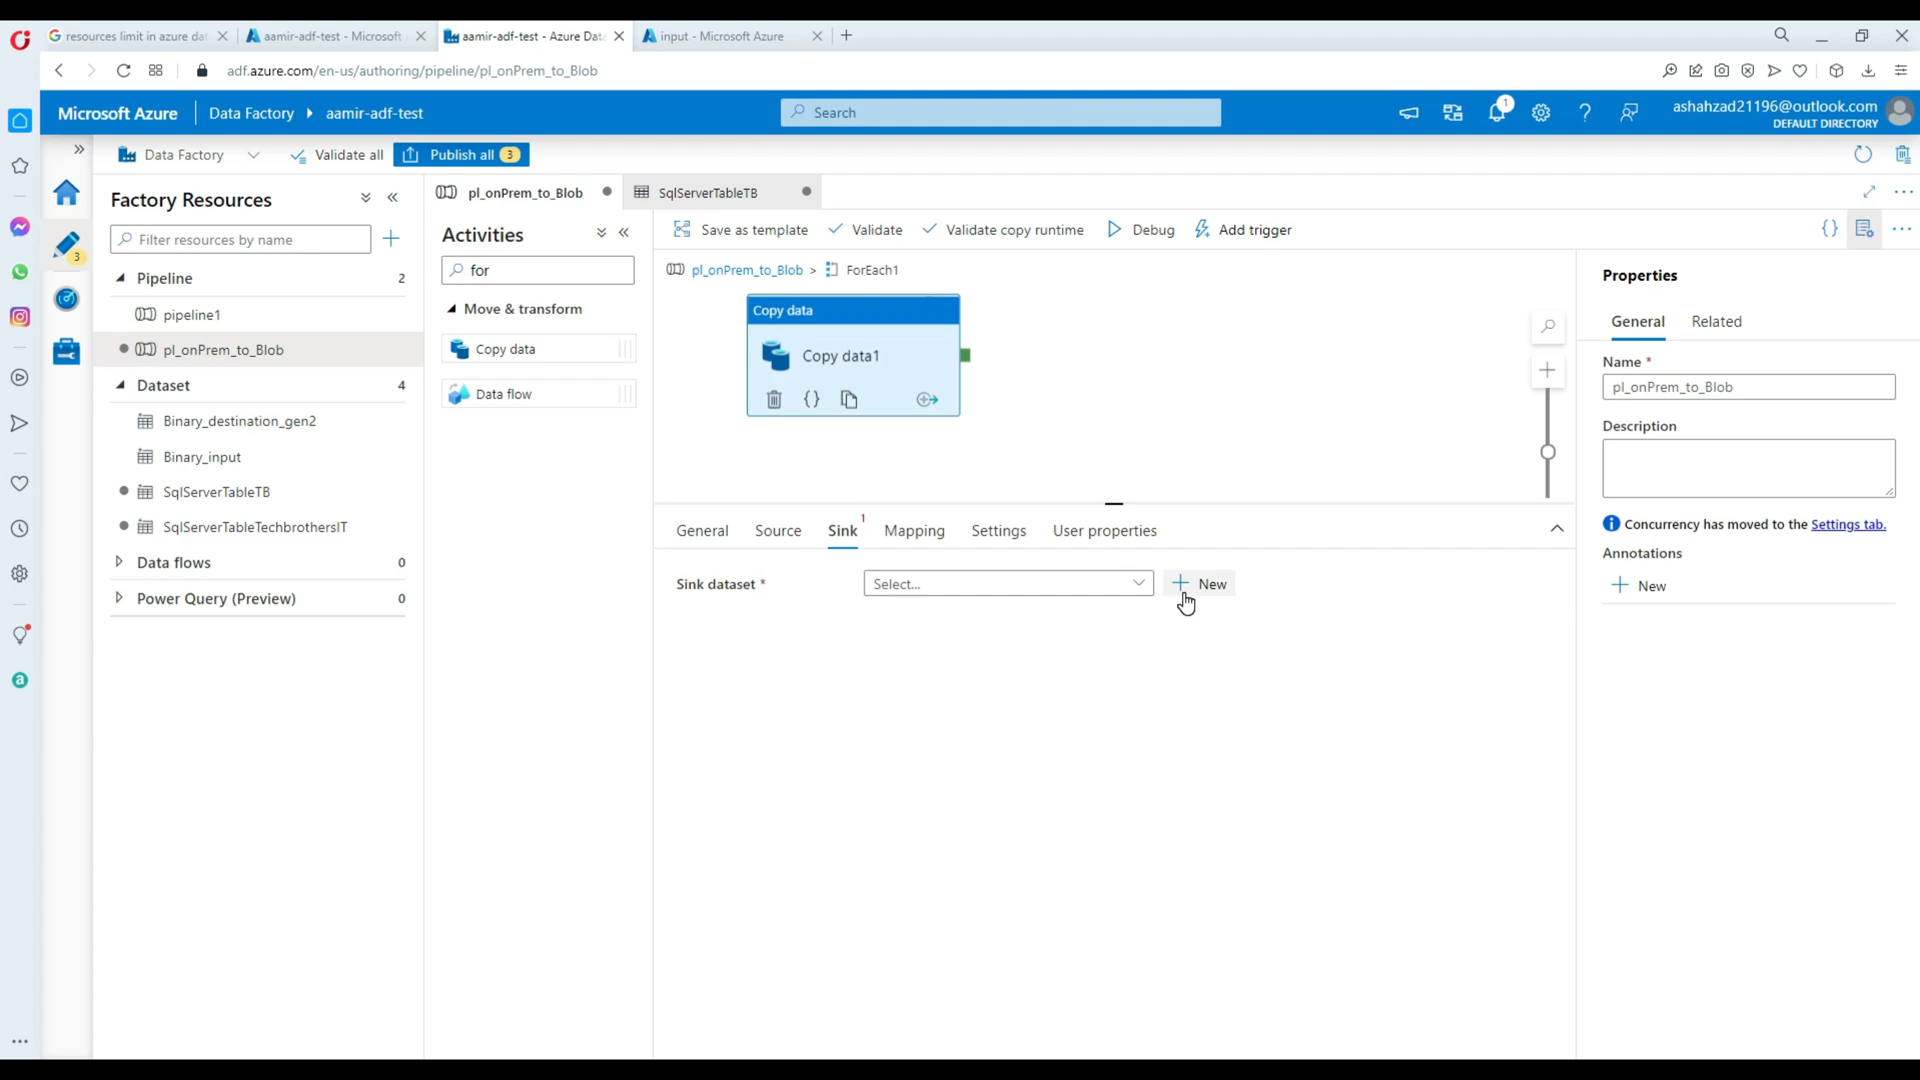 resources limit in azure dat
aamir-adf-test - Microsoft
aamir-adf-test - Azure Data
input - Microsoft Azure
adf.azure.com/en-us/authoring/pipeline/pl_onPrem_to_Blob
Microsoft Azure
Data Factory
aamir-adf-test
Search
1
ashahzad21196@outlook.com
DEFAULT DIRECTORY
Data Factory
Validate all
Publish all 3
Factory Resources
Filter resources by name
3
Pipeline 2
pipeline1
pl_onPrem_to_Blob
Dataset 4
Binary_destination_gen2
Binary_input
SqlServerTableTB
SqlServerTableTechbrothersIT
Data flows 0
Power Query (Preview) 0
pl_onPrem_to_Blob
SqlServerTableTB
Activities
for
Move & transform
Copy data
Data flow
Save as template
Validate
Validate copy runtime
Debug
Add trigger
pl_onPrem_to_Blob > ForEach1
Copy data
Copy data1
General
Source
Sink 1
Mapping
Settings
User properties
Sink dataset *
Select...
New
Properties
General
Related
Name *
pl_onPrem_to_Blob
Description
Concurrency has moved to the Settings tab.
Annotations
New